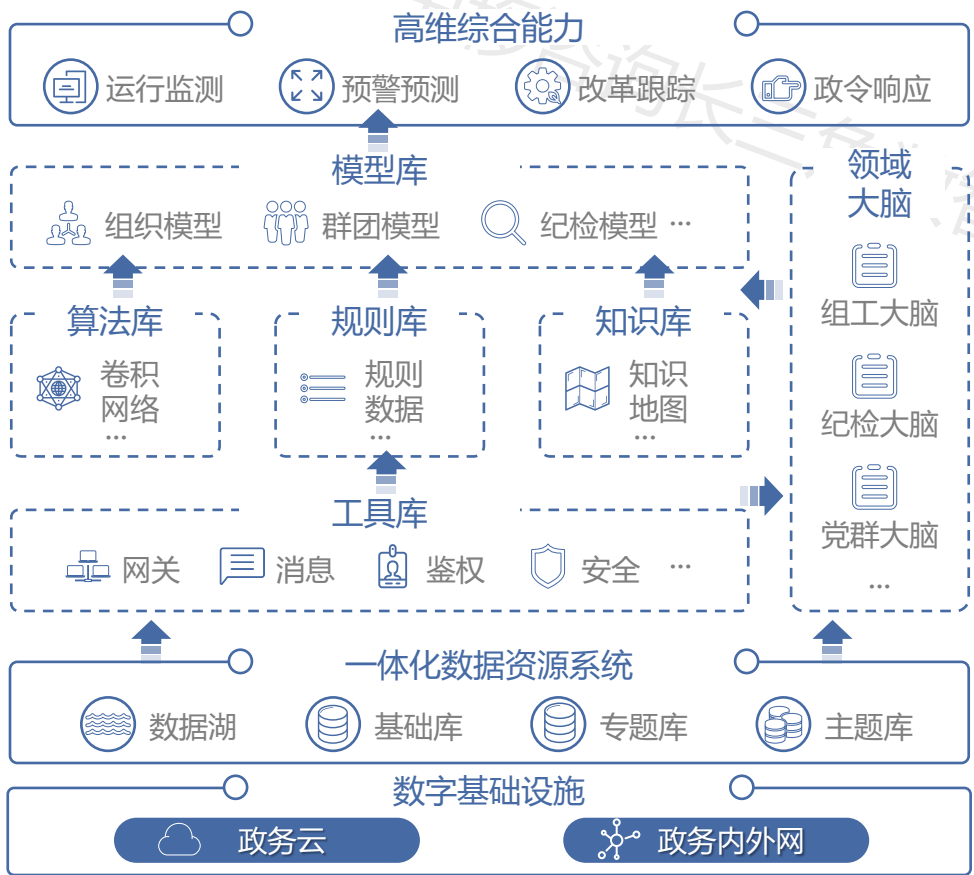 高维综合能力
运行监测
预警预测
改革跟踪
政令响应
模型库
组织模型
群团模型
纪检模型 ...
领域
大脑
组工大脑
纪检大脑
党群大脑
...
算法库
卷积
网络
...
规则库
规则
数据
...
知识库
知识
地图
...
工具库
网关
消息
鉴权
安全 ...
一体化数据资源系统
数据湖
基础库
专题库
主题库
数字基础设施
政务云
政务内外网